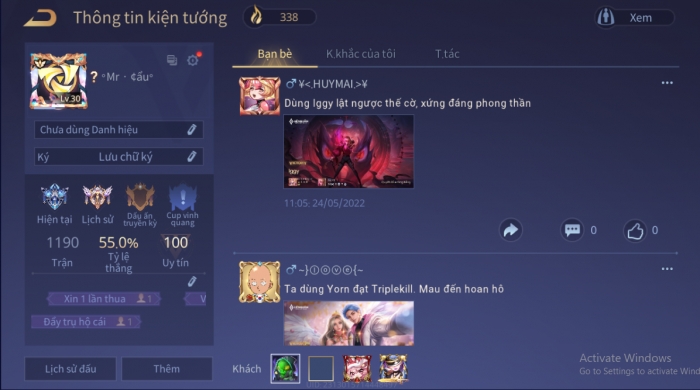 Thông tin kiện tướng
338
Xem
Bạn bè
K.khắc của tôi
T.tác
? °Mr · ¢ẩu°
Lv 30
Chưa dùng Danh hiệu
Ký Lưu chữ ký
Hiện tại
Lịch sử
Dấu ấn truyền kỳ
Cup vinh quang
1190
Trận
55.0%
Tỷ lệ thắng
100
Uy tín
Xin 1 lần thua 1
V
Đẩy trụ hộ cái 1
Lịch sử đấu
Thêm
¥<.HUYMAI.>¥
Dùng Iggy lật ngược thế cờ, xứng đáng phong thần
11:05 24/05/2022
0
0
~}ⓛⓞⓥⓔ{~
Ta dùng Yorn đạt Triplekill. Mau đến hoan hô
Khách
Activate Windows
Go to Settings to activate Wind